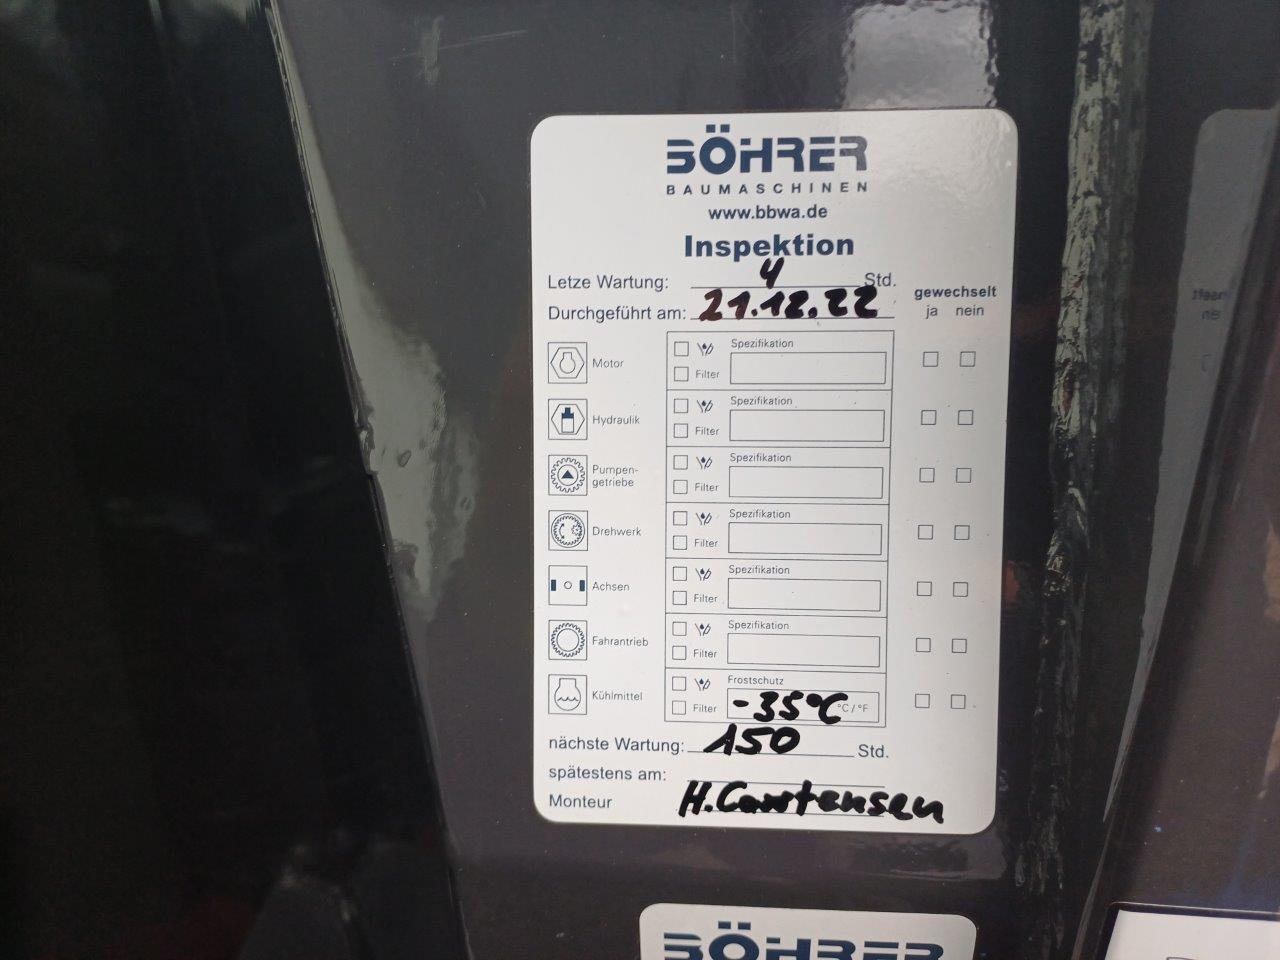 BÖHRER
BAUMASCHINEN
www.bbwa.de
Inspektion
Letze Wartung: 4 Std.
Durchgeführt am: 21.12.22
gewechselt
ja nein
Motor
Spezifikation
Filter
Hydraulik
Spezifikation
Filter
Pumpen-
getriebe
Spezifikation
Filter
Drehwerk
Spezifikation
Filter
Achsen
Spezifikation
Filter
Fahrantrieb
Spezifikation
Filter
Kühlmittel
Frostschutz
Filter -35°C °C / °F
nächste Wartung: 150 Std.
spätestens am:
Monteur H. Carstensen
BÖHRER